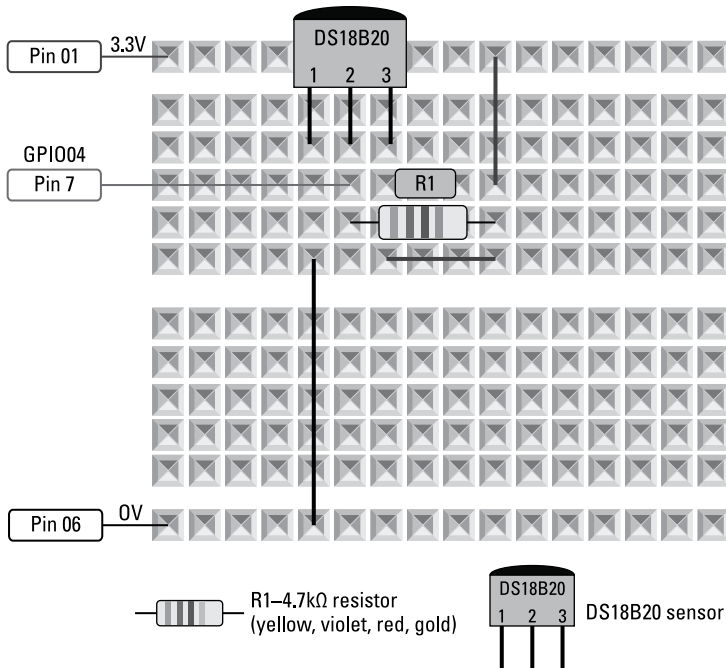 DS18B20
1 2 3
3.3V
Pin 01
GPIO04
Pin 7
R1
0V
Pin 06
R1–4.7kΩ resistor
(yellow, violet, red, gold)
DS18B20
1 2 3
DS18B20 sensor